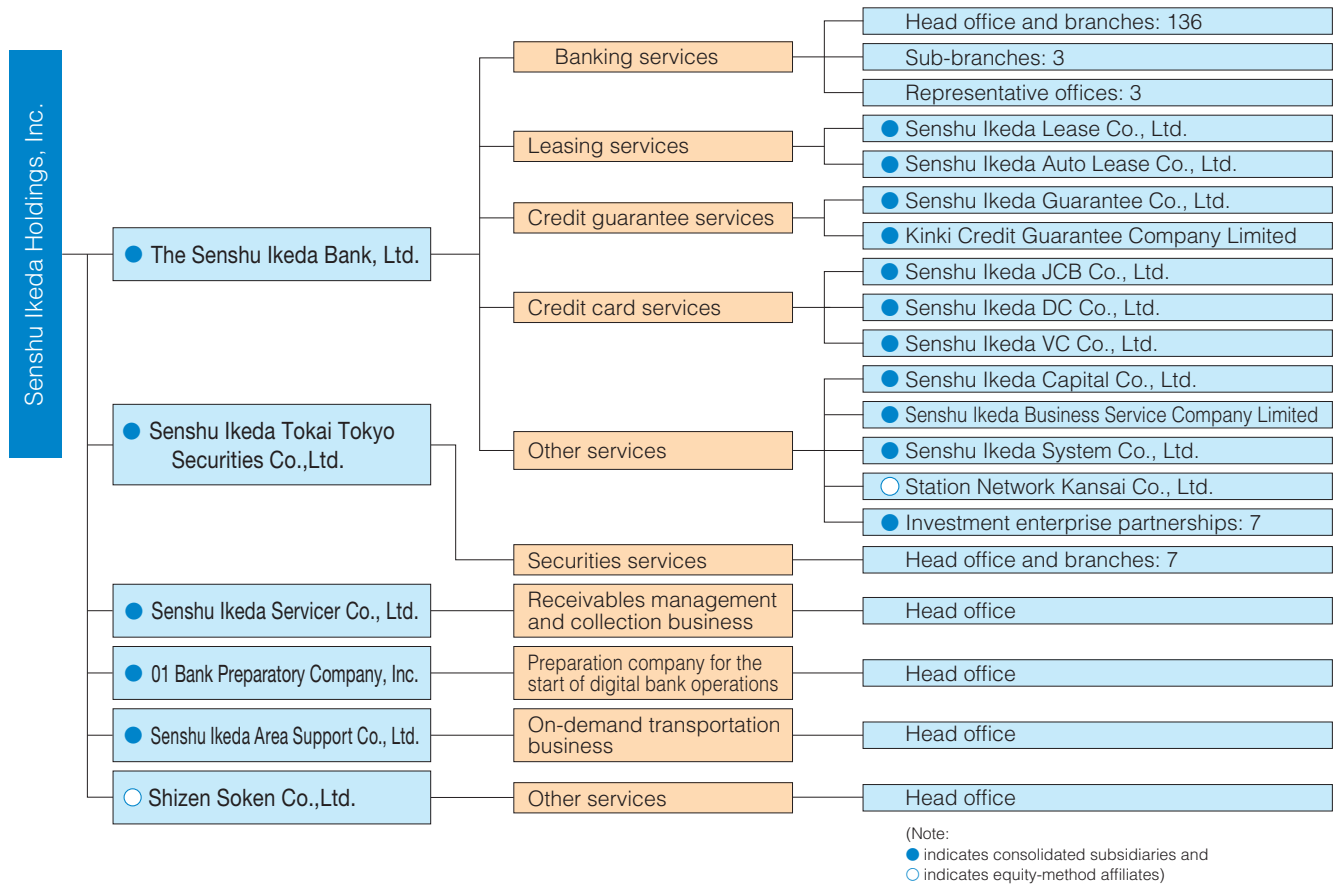 Senshu Ikeda Holdings, Inc.
The Senshu Ikeda Bank, Ltd.
Banking services
Head office and branches: 136
Sub-branches: 3
Representative offices: 3
Leasing services
Senshu Ikeda Lease Co., Ltd.
Senshu Ikeda Auto Lease Co., Ltd.
Credit guarantee services
Senshu Ikeda Guarantee Co., Ltd.
Kinki Credit Guarantee Company Limited
Credit card services
Senshu Ikeda JCB Co., Ltd.
Senshu Ikeda DC Co., Ltd.
Senshu Ikeda VC Co., Ltd.
Other services
Senshu Ikeda Capital Co., Ltd.
Senshu Ikeda Business Service Company Limited
Senshu Ikeda System Co., Ltd.
Station Network Kansai Co., Ltd.
Investment enterprise partnerships: 7
Senshu Ikeda Tokai Tokyo
Securities Co.,Ltd.
Securities services
Head office and branches: 7
Senshu Ikeda Servicer Co., Ltd.
Receivables management
and collection business
Head office
01 Bank Preparatory Company, Inc.
Preparation company for the
start of digital bank operations
Head office
Senshu Ikeda Area Support Co., Ltd.
On-demand transportation
business
Head office
Shizen Soken Co.,Ltd.
Other services
Head office
(Note:
● indicates consolidated subsidiaries and
○ indicates equity-method affiliates)